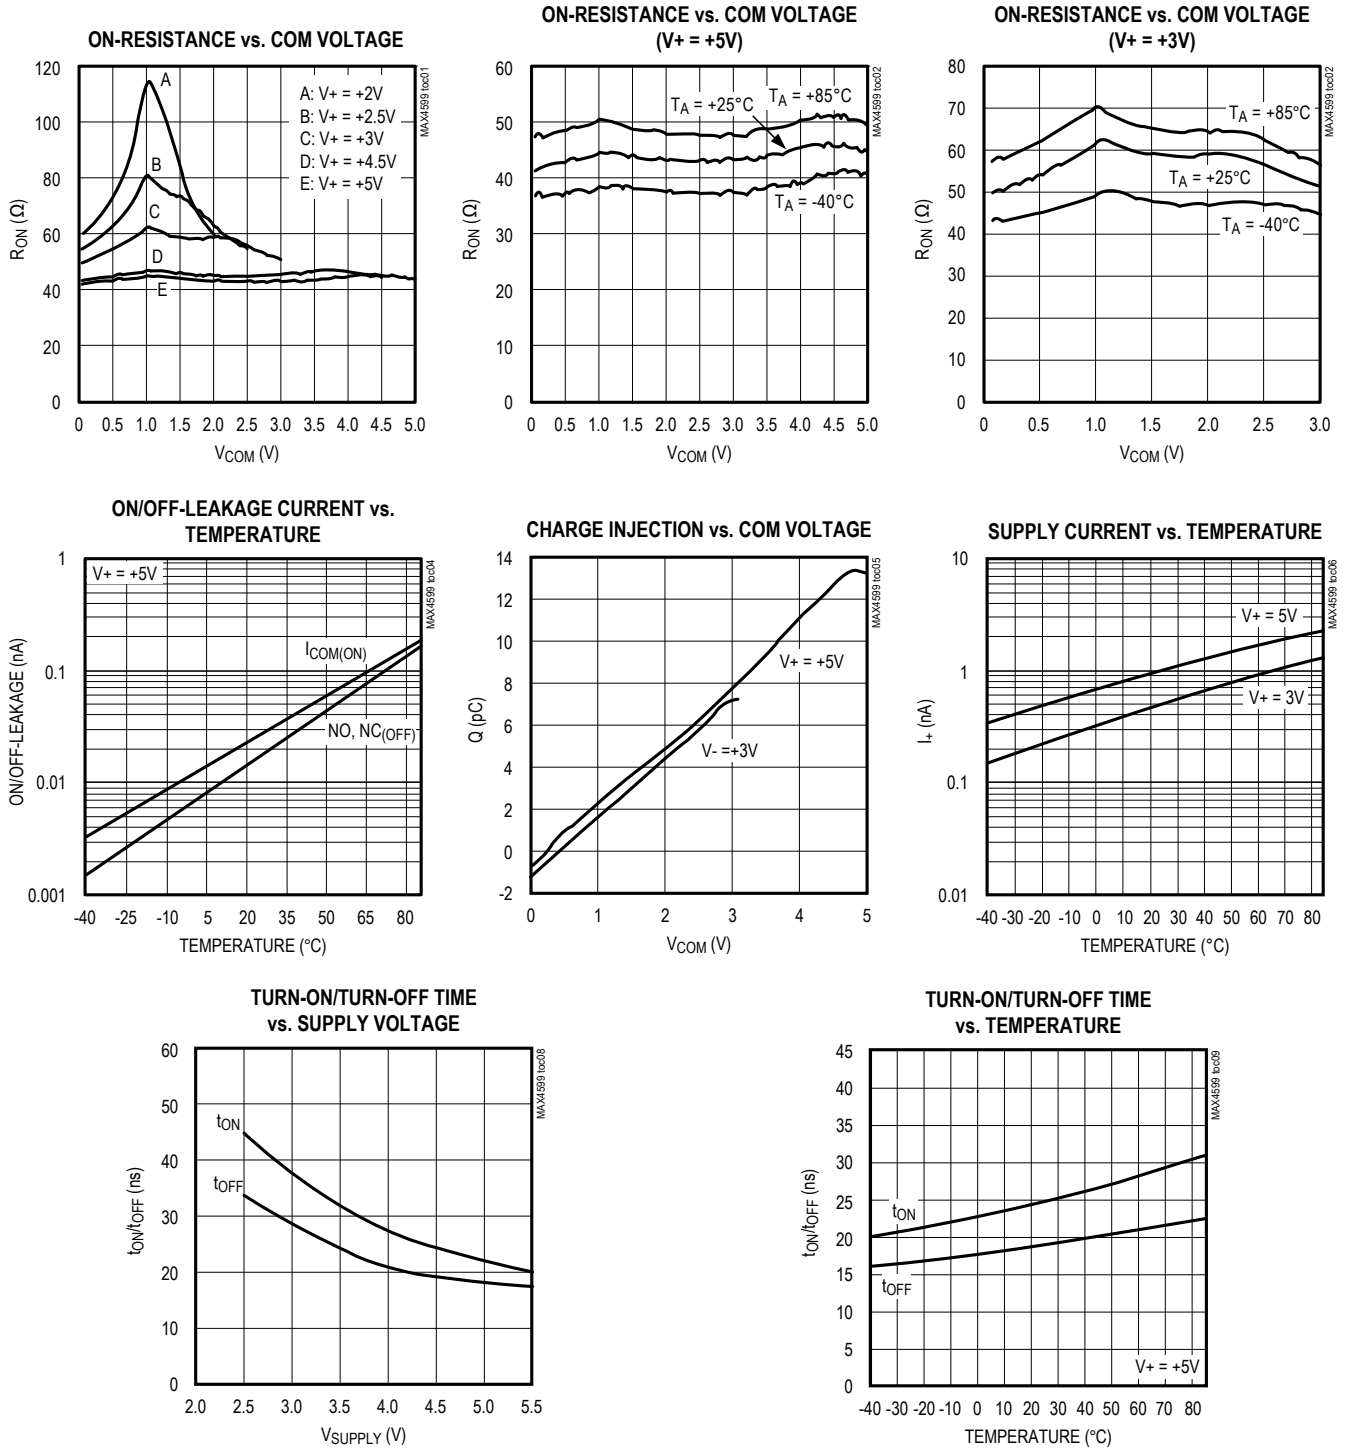 ON-RESISTANCE vs. COM VOLTAGE
120
100
80
60
40
20
0
RON (Ω)
0 0.5 1.0 1.5 2.0 2.5 3.0 3.5 4.0 4.5 5.0
VCOM (V)
A
B
C
D
E
A: V+ = +2V
B: V+ = +2.5V
C: V+ = +3V
D: V+ = +4.5V
E: V+ = +5V
MAX4599 toc01
ON-RESISTANCE vs. COM VOLTAGE
(V+ = +5V)
60
50
40
30
20
10
0
RON (Ω)
0 0.5 1.0 1.5 2.0 2.5 3.0 3.5 4.0 4.5 5.0
VCOM (V)
TA = +85°C
TA = +25°C
TA = -40°C
MAX4599 toc02
ON-RESISTANCE vs. COM VOLTAGE
(V+ = +3V)
80
70
60
50
40
30
20
10
0
RON (Ω)
0 0.5 1.0 1.5 2.0 2.5 3.0
VCOM (V)
TA = +85°C
TA = +25°C
TA = -40°C
MAX4599 toc02
ON/OFF-LEAKAGE CURRENT vs.
TEMPERATURE
1
0.1
0.01
0.001
ON/OFF-LEAKAGE (nA)
-40 -25 -10 5 20 35 50 65 80
TEMPERATURE (°C)
V+ = +5V
ICOM(ON)
NO, NC(OFF)
MAX4599 toc04
CHARGE INJECTION vs. COM VOLTAGE
14
12
10
8
6
4
2
0
-2
Q (pC)
0 1 2 3 4 5
VCOM (V)
V+ = +5V
V- =+3V
MAX4599 toc05
SUPPLY CURRENT vs. TEMPERATURE
10
1
0.1
0.01
I+ (nA)
-40 -30 -20 -10 0 10 20 30 40 50 60 70 80
TEMPERATURE (°C)
V+ = 5V
V+ = 3V
MAX4599 toc06
TURN-ON/TURN-OFF TIME
vs. SUPPLY VOLTAGE
60
50
40
30
20
10
0
tON/tOFF (ns)
2.0 2.5 3.0 3.5 4.0 4.5 5.0 5.5
VSUPPLY (V)
tON
tOFF
MAX4599 toc08
TURN-ON/TURN-OFF TIME
vs. TEMPERATURE
45
40
35
30
25
20
15
10
5
0
tON/tOFF (ns)
-40 -30 -20 -10 0 10 20 30 40 50 60 70 80
TEMPERATURE (°C)
tON
tOFF
V+ = +5V
MAX4599 toc09